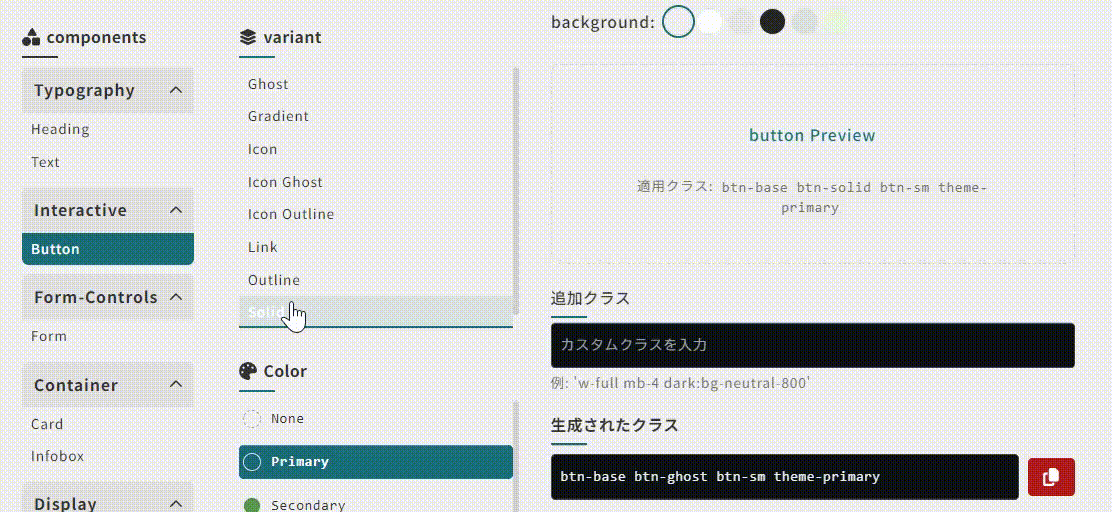 components
Typography
Heading
Text
Interactive
Button
Form-Controls
Form
Container
Card
Infobox
Display
variant
Ghost
Gradient
Icon
Icon Ghost
Icon Outline
Link
Outline
Solid
Color
None
Primary
Secondary
background:
button Preview
適用クラス: btn-base btn-solid btn-sm theme-
primary
追加クラス
カスタムクラスを入力
例: 'w-full mb-4 dark:bg-neutral-800'
生成されたクラス
btn-base btn-ghost btn-sm theme-primary